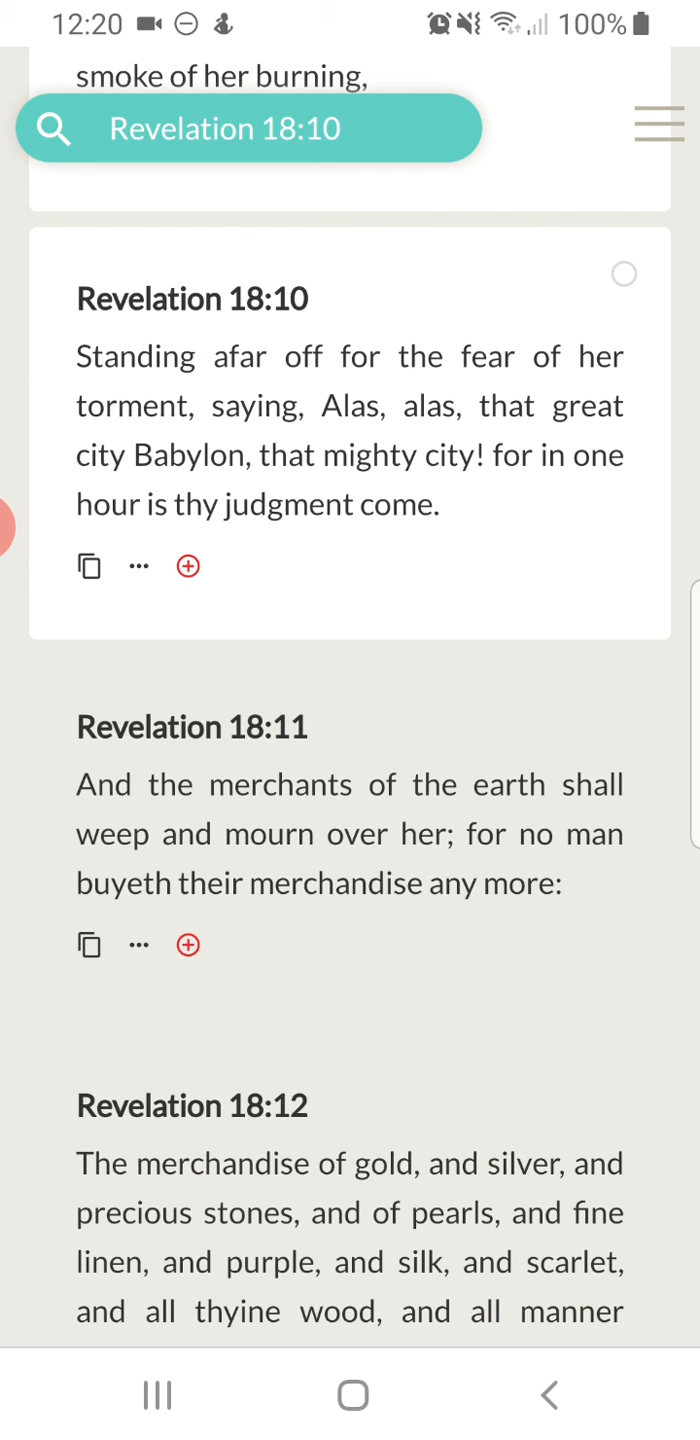 12:20
100%
smoke of her burning,
Revelation 18:10
Revelation 18:10
Standing afar off for the fear of her
torment, saying, Alas, alas, that great
city Babylon, that mighty city! for in one
hour is thy judgment come.
Revelation 18:11
And the merchants of the earth shall
weep and mourn over her; for no man
buyeth their merchandise any more:
Revelation 18:12
The merchandise of gold, and silver, and
precious stones, and of pearls, and fine
linen, and purple, and silk, and scarlet,
and all thyine wood, and all manner